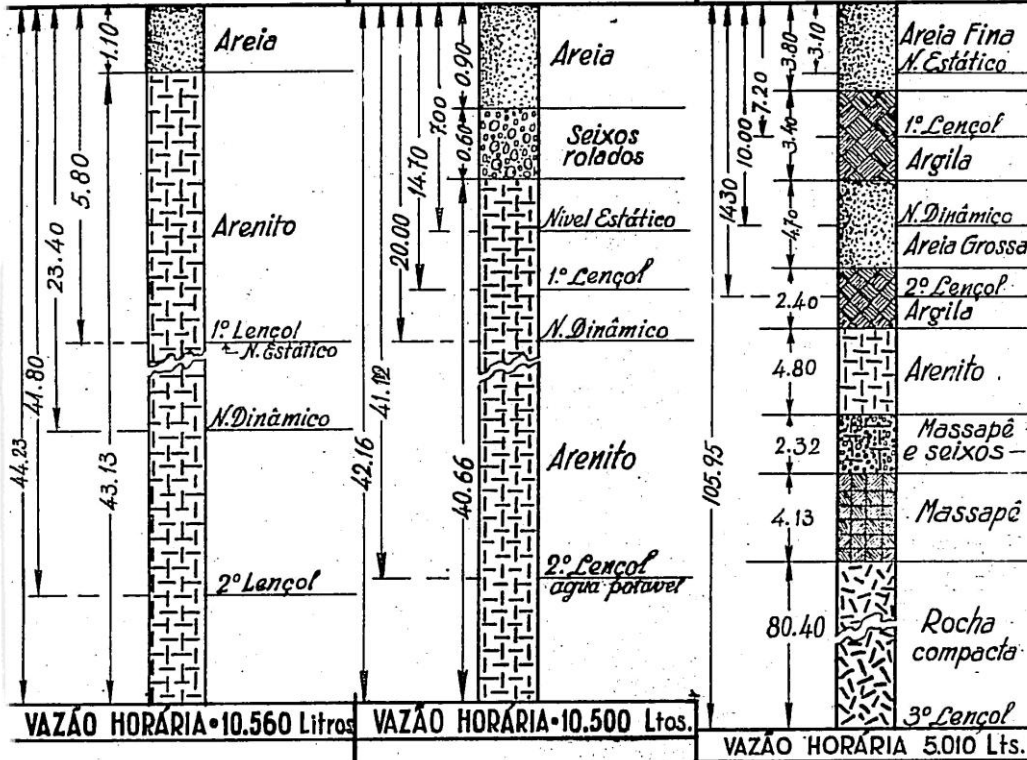 1.10
Areia
5.80
23.40
41.80
44.23
43.13
Arenito
1º Lençol
N. Estático
N. Dinâmico
2º Lençol
VAZÃO HORÁRIA • 10.560 Litros
0.90
Areia
0.60
Seixos
rolados
7.00
14.70
20.00
41.12
42.16
40.66
Nivel Estático
1º Lençol
N. Dinâmico
Arenito
2º Lençol
agua potavel
VAZÃO HORÁRIA • 10.500 Ltos.
3.80
3.10
Areia Fina
N. Estático
7.20
10.00
14.30
3.40
1º Lençol
Argila
4.70
N. Dinâmico
Areia Grossa
2.40
2º Lençol
Argila
4.80
Arenito.
2.32
Massapê
e seixos –
4.13
Massapê
105.95
80.40
Rocha
compacta
3º Lençol
VAZÃO HORÁRIA 5.010 Lts.